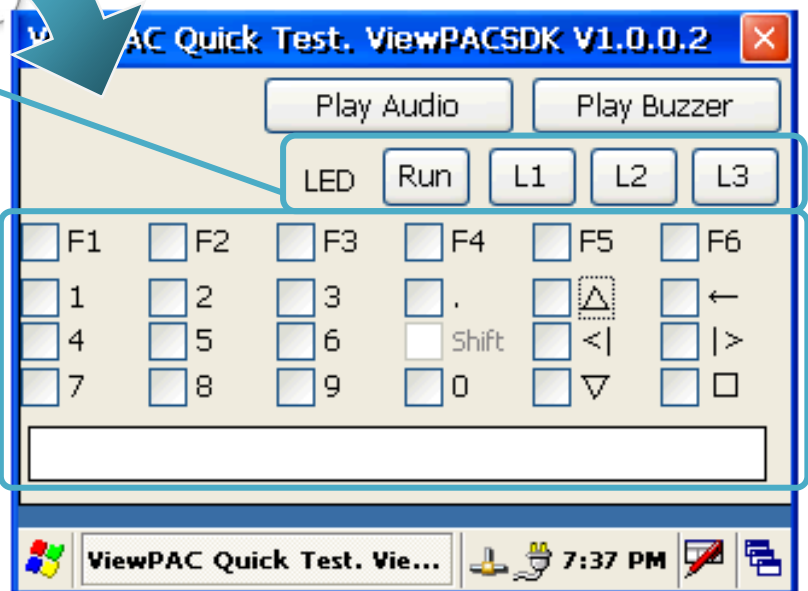 AC Quick Test. ViewPACSDK V1.0.0.2
Play Audio Play Buzzer
LED Run L1 L2 L3
F1 F2 F3 F4 F5 F6
1 2 3 . △ ←
4 5 6 Shift <| |>
7 8 9 0 ▽ □
ViewPAC Quick Test. Vie... 7:37 PM